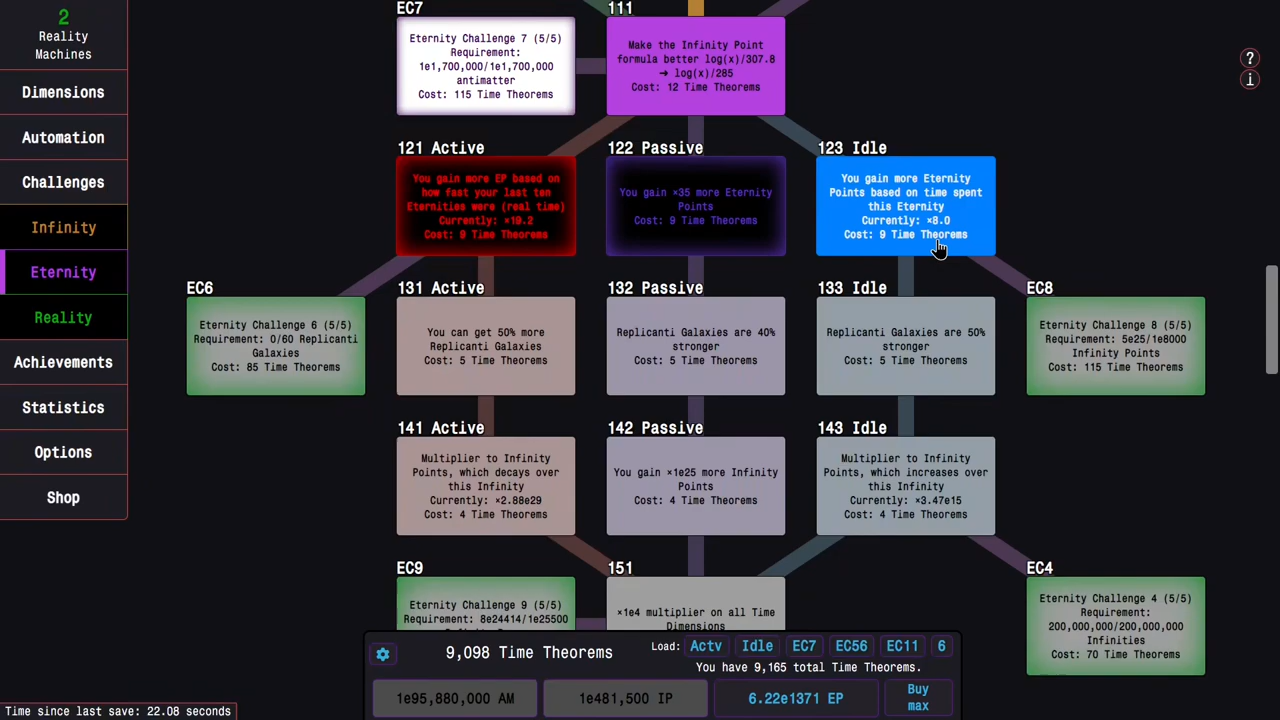 2
Reality
Machines
Dimensions
Automation
Challenges
Infinity
Eternity
Reality
Achievements
Statistics
Options
Shop
EC7
Eternity Challenge 7 (5/5)
Requirement:
1e1,700,000/1e1,700,000
antimatter
Cost: 115 Time Theorems
111
Make the Infinity Point
formula better log(x)/307.8
➜ log(x)/285
Cost: 12 Time Theorems
?
i
121 Active
You gain more EP based on
how fast your last ten
Eternities were (real time)
Currently: ×19.2
Cost: 9 Time Theorems
122 Passive
You gain ×35 more Eternity
Points
Cost: 9 Time Theorems
123 Idle
You gain more Eternity
Points based on time spent
this Eternity
Currently: ×8.0
Cost: 9 Time Theorems
EC6
Eternity Challenge 6 (5/5)
Requirement: 0/60 Replicanti
Galaxies
Cost: 85 Time Theorems
131 Active
You can get 50% more
Replicanti Galaxies
Cost: 5 Time Theorems
132 Passive
Replicanti Galaxies are 40%
stronger
Cost: 5 Time Theorems
133 Idle
Replicanti Galaxies are 50%
stronger
Cost: 5 Time Theorems
EC8
Eternity Challenge 8 (5/5)
Requirement: 5e25/1e8000
Infinity Points
Cost: 115 Time Theorems
141 Active
Multiplier to Infinity
Points, which decays over
this Infinity
Currently: ×2.88e29
Cost: 4 Time Theorems
142 Passive
You gain ×1e25 more Infinity
Points
Cost: 4 Time Theorems
143 Idle
Multiplier to Infinity
Points, which increases over
this Infinity
Currently: ×3.47e15
Cost: 4 Time Theorems
EC9
Eternity Challenge 9 (5/5)
Requirement: 8e24414/1e25500
151
×1e4 multiplier on all Time
Dimensions
EC4
Eternity Challenge 4 (5/5)
Requirement:
200,000,000/200,000,000
Infinities
Cost: 70 Time Theorems
9,098 Time Theorems
Load: Actv Idle EC7 EC56 EC11 6
You have 9,165 total Time Theorems.
1e95,880,000 AM
1e481,500 IP
6.22e1371 EP
Buy
max
Time since last save: 22.08 seconds